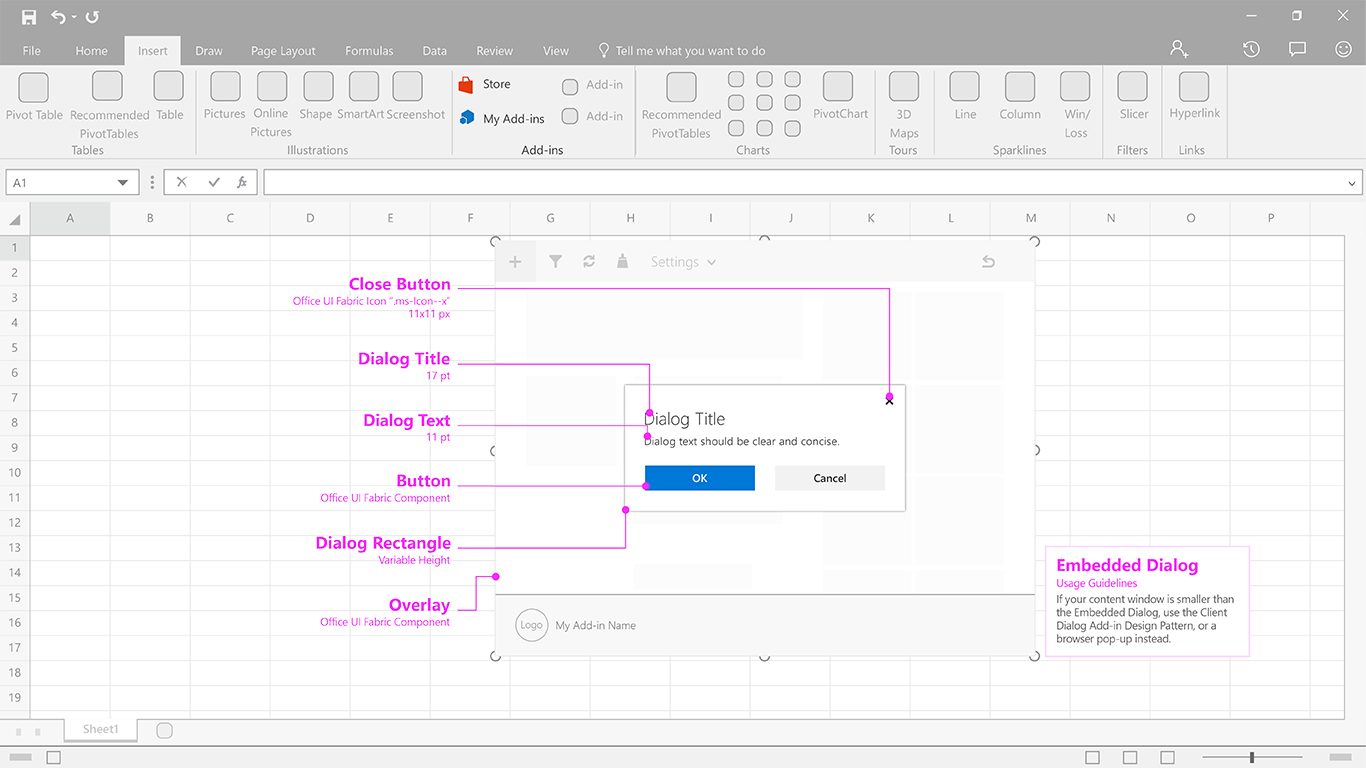 File Home Insert Draw Page Layout Formulas Data Review View Tell me what you want to do
Store Add-in
My Add-ins Add-in
Pivot Table Recommended Table Pictures Online Shape SmartArt Screenshot Recommended PivotChart 3D Line Column Win/ Slicer Hyperlink
PivotTables Pictures PivotTables Maps Loss
Tables Illustrations Add-ins Charts Tours Sparklines Filters Links
A1 fx
A B C D E F G H I J K L M N O P
1
2
3
4
5
6
7
8
9
10
11
12
13
14
15
16
17
18
19
Settings
Close Button
Office UI Fabric Icon ".ms-Icon--x"
11x11 px
Dialog Title
17 pt
Dialog Text
11 pt
Button
Office UI Fabric Component
Dialog Rectangle
Variable Height
Overlay
Office UI Fabric Component
Dialog Title
Dialog text should be clear and concise.
OK Cancel
Logo My Add-in Name
Embedded Dialog
Usage Guidelines
If your content window is smaller than
the Embedded Dialog, use the Client
Dialog Add-in Design Pattern, or a
browser pop-up instead.
Sheet1